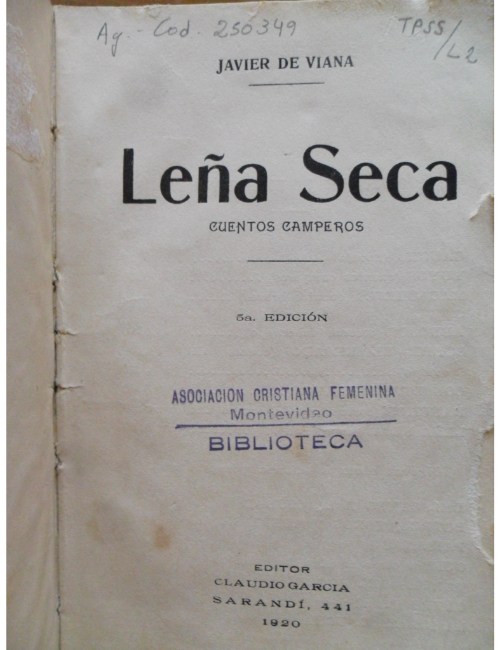 Ag. - Cod. 250349
TPSS/L2
JAVIER DE VIANA
Leña Seca
CUENTOS CAMPEROS
5a. EDICIÓN
ASOCIACION CRISTIANA FEMENINA
Montevideo
BIBLIOTECA
EDITOR
CLAUDIO GARCIA
SARANDÍ, 441
1920